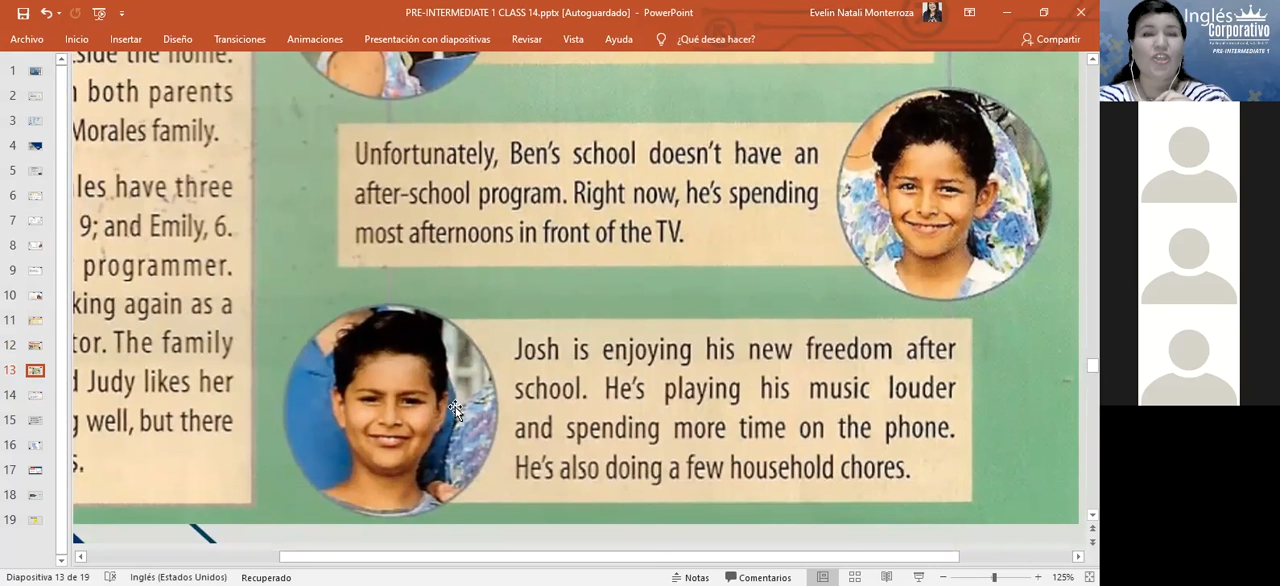 PRE-INTERMEDIATE 1 CLASS 14.pptx [Autoguardado] - PowerPoint
Evelin Natali Monterroza
Archivo Inicio Insertar Diseño Transiciones Animaciones Presentación con diapositivas Revisar Vista Ayuda ¿Qué desea hacer? Compartir
Inglés
Corporativo
PRE-INTERMEDIATE 1
1
2
3
4
5
6
7
8
9
10
11
12
13
14
15
16
17
18
19
side the home.
both parents
Morales family.
les have three
9; and Emily, 6.
programmer.
king again as a
tor. The family
d Judy likes her
g well, but there
s.
Unfortunately, Ben's school doesn't have an
after-school program. Right now, he's spending
most afternoons in front of the TV.
Josh is enjoying his new freedom after
school. He's playing his music louder
and spending more time on the phone.
He's also doing a few household chores.
Diapositiva 13 de 19 Inglés (Estados Unidos) Recuperado Notas Comentarios 125%